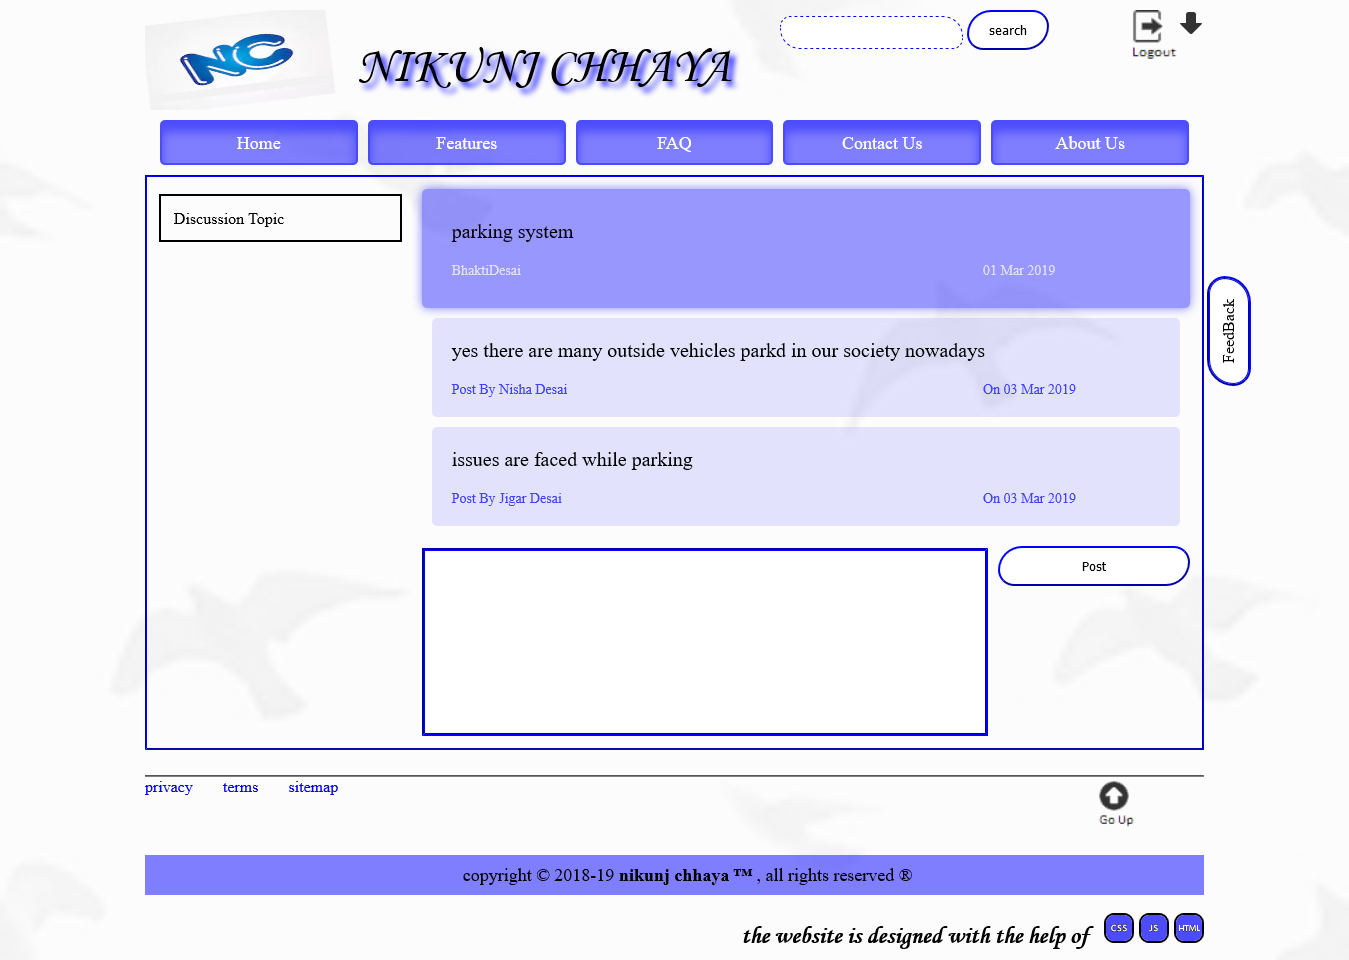 NC
NIKUNJ CHHAYA
search
Logout
Home
Features
FAQ
Contact Us
About Us
Discussion Topic
parking system
BhaktiDesai
01 Mar 2019
yes there are many outside vehicles parkd in our society nowadays
Post By Nisha Desai
On 03 Mar 2019
issues are faced while parking
Post By Jigar Desai
On 03 Mar 2019
FeedBack
Post
privacy
terms
sitemap
Go Up
copyright © 2018-19 nikunj chhaya ™ , all rights reserved ®
the website is designed with the help of
CSS
JS
HTML